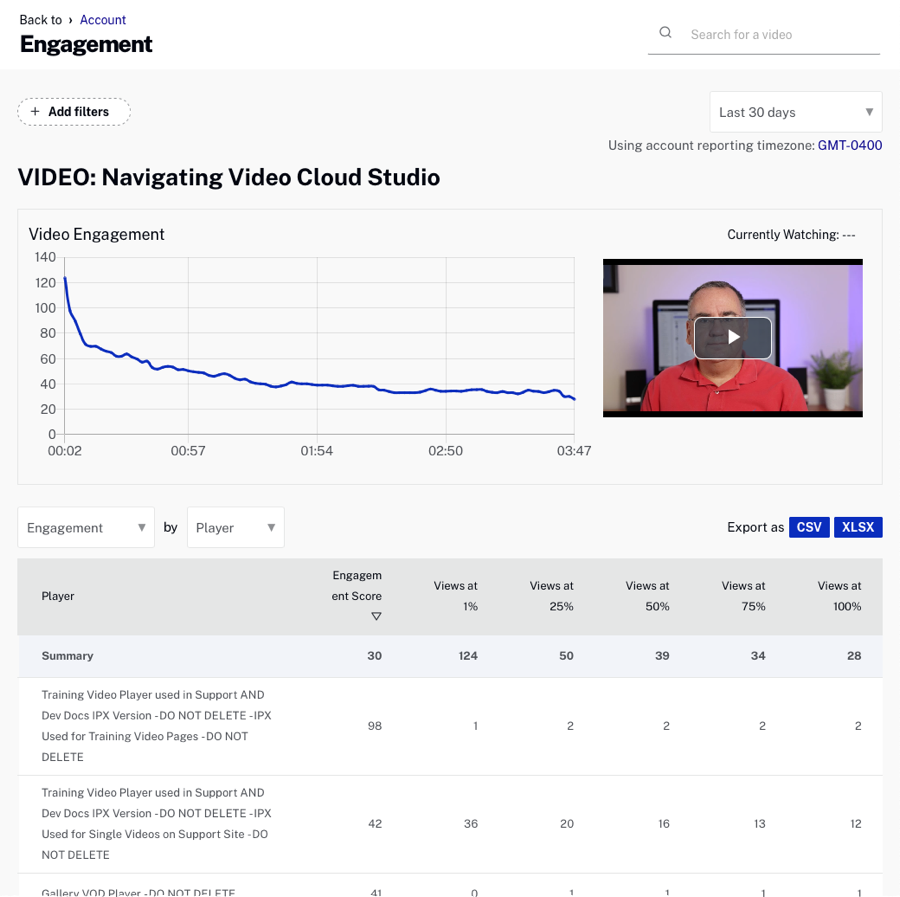 Back to › Account
Engagement
Search for a video
+ Add filters
Last 30 days ▼
Using account reporting timezone: GMT-0400
VIDEO: Navigating Video Cloud Studio
Video Engagement
Currently Watching: ---
140
120
100
80
60
40
20
0
00:02 00:57 01:54 02:50 03:47
Engagement ▼ by Player ▼
Export as CSV XLSX
Player
Engagem
ent Score
▽
Views at
1%
Views at
25%
Views at
50%
Views at
75%
Views at
100%
Summary 30 124 50 39 34 28
Training Video Player used in Support AND
Dev Docs IPX Version - DO NOT DELETE - IPX
Used for Training Video Pages - DO NOT
DELETE
98 1 2 2 2 2
Training Video Player used in Support AND
Dev Docs IPX Version - DO NOT DELETE - IPX
Used for Single Videos on Support Site - DO
NOT DELETE
42 36 20 16 13 12
Gallery VOD Player - DO NOT DELETE 41 0 1 1 1 1